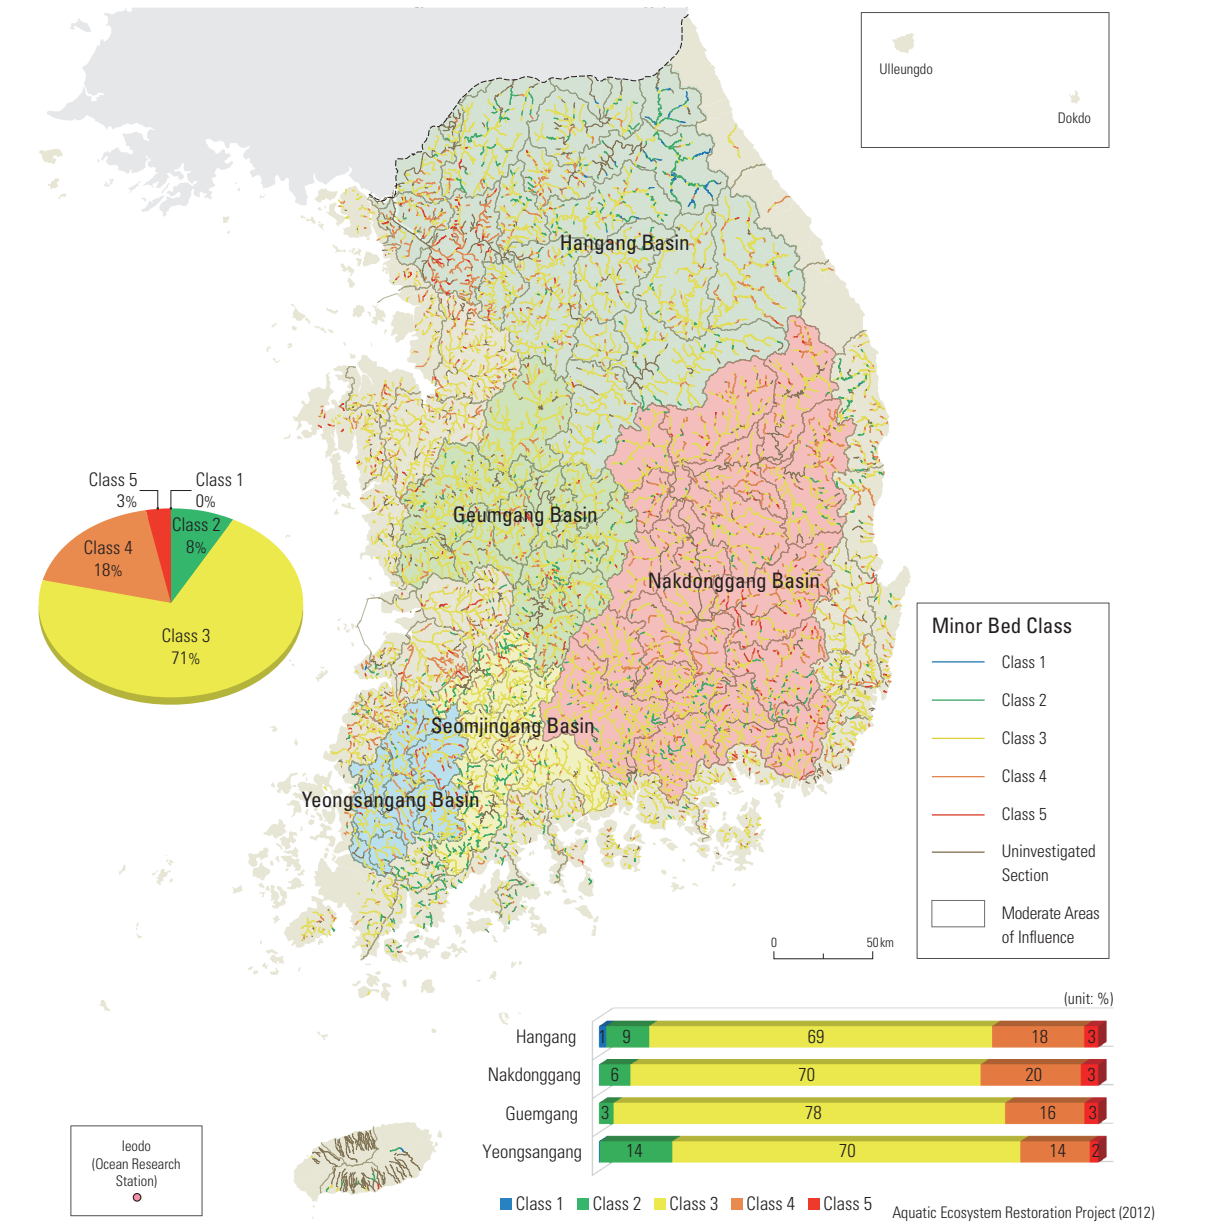 Ulleungdo
Dokdo
Hangang Basin
Class 5
3%
Class 1
0%
Class 2
8%
Class 4
18%
Class 3
71%
Geumgang Basin
Nakdonggang Basin
Seomjingang Basin
Yeongsangang Basin
Minor Bed Class
Class 1
Class 2
Class 3
Class 4
Class 5
Uninvestigated
Section
Moderate Areas
of Influence
0 50km
(unit: %)
Hangang 1 9 69 18 3
Nakdonggang 6 70 20 3
Guemgang 3 78 16 3
Yeongsangang 14 70 14 2
Class 1 Class 2 Class 3 Class 4 Class 5
Ieodo
(Ocean Research
Station)
Aquatic Ecosystem Restoration Project (2012)